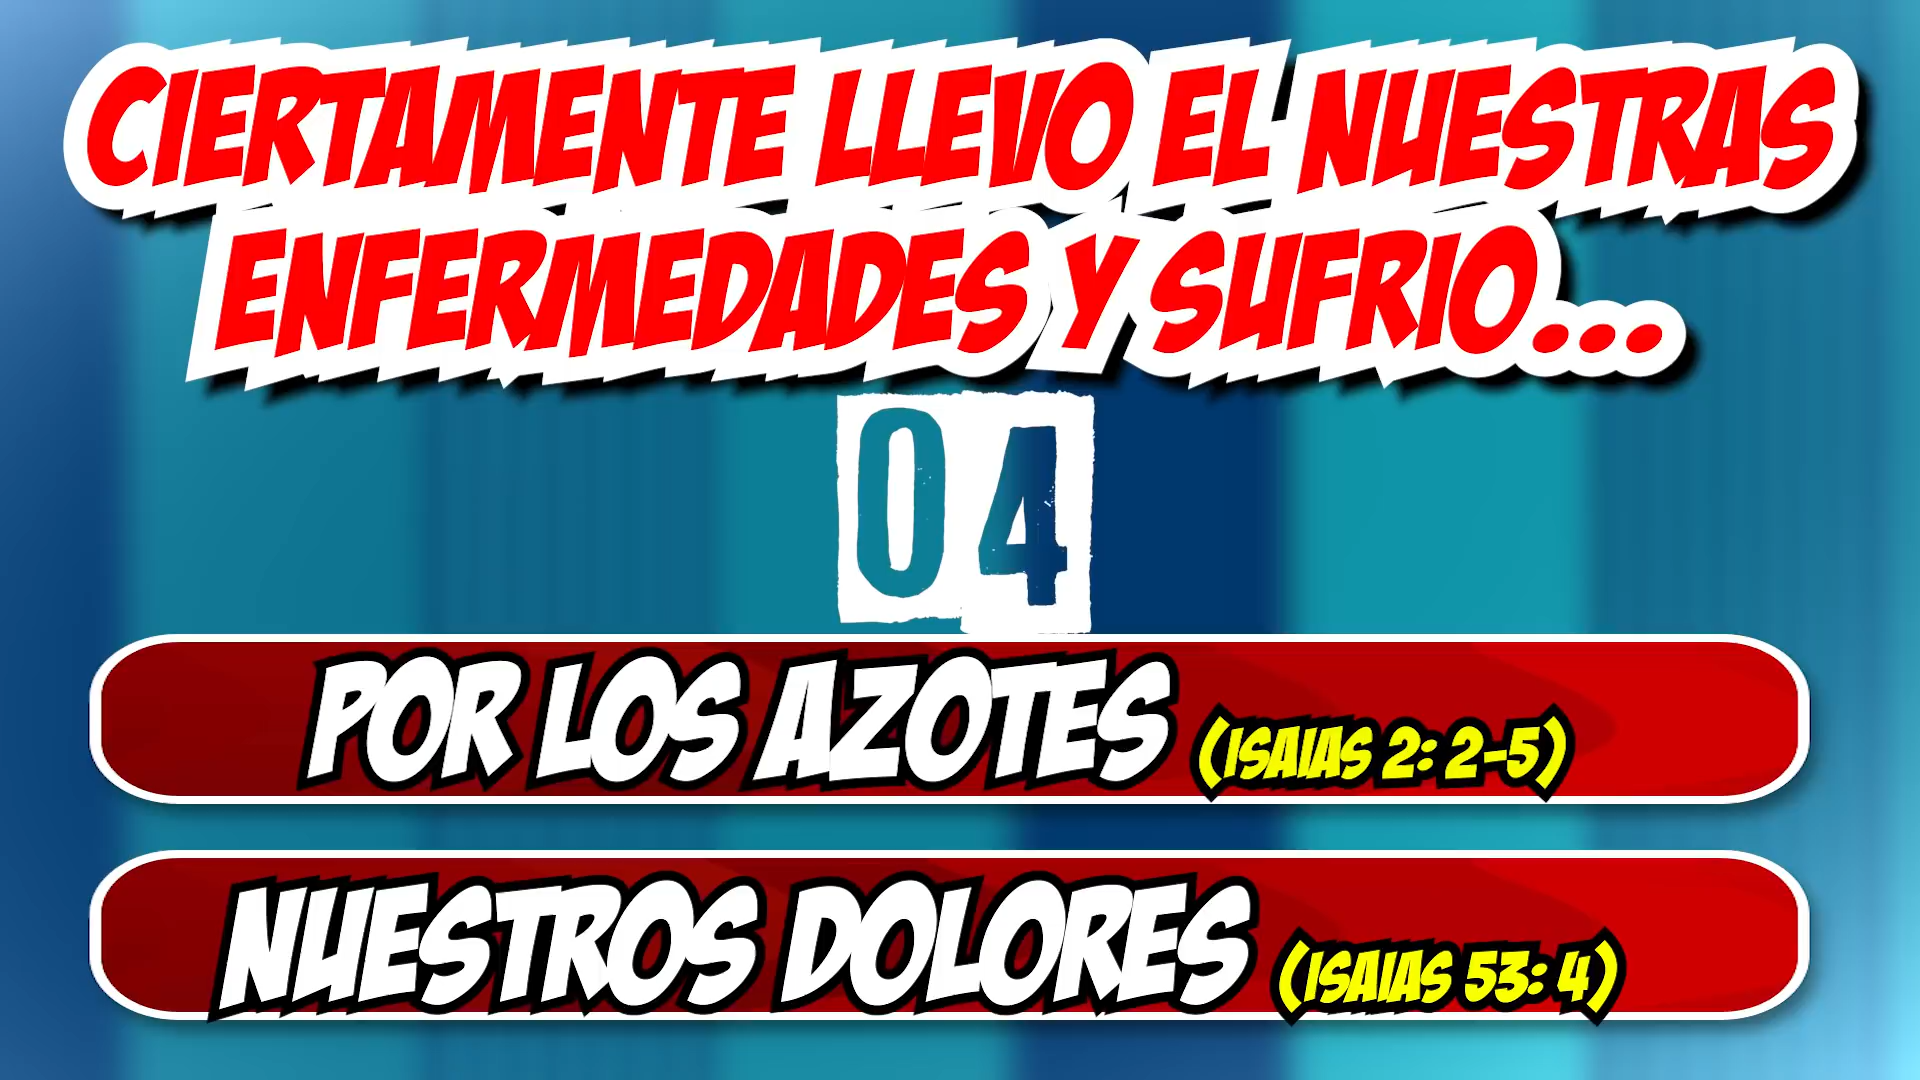 CIERTAMENTE LLEVO EL NUESTRAS
ENFERMEDADES Y SUFRIO...
04
POR LOS AZOTES (ISAIAS 2: 2-5)
NUESTROS DOLORES (ISAIAS 53: 4)